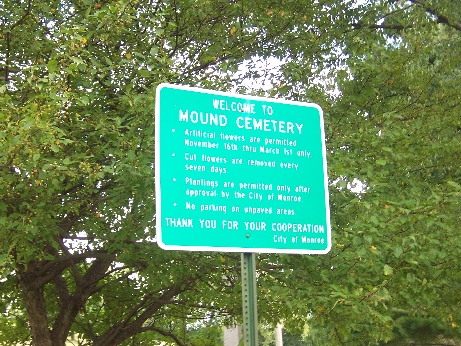 WELCOME TO
MOUND CEMETERY
• Artificial flowers are permitted
November 16th thru March 1st only
• Cut flowers are removed every
seven days.
• Plantings are permitted only after
approval by the City of Monroe
• No parking on unpaved areas.
THANK YOU FOR YOUR COOPERATION
City of Monroe